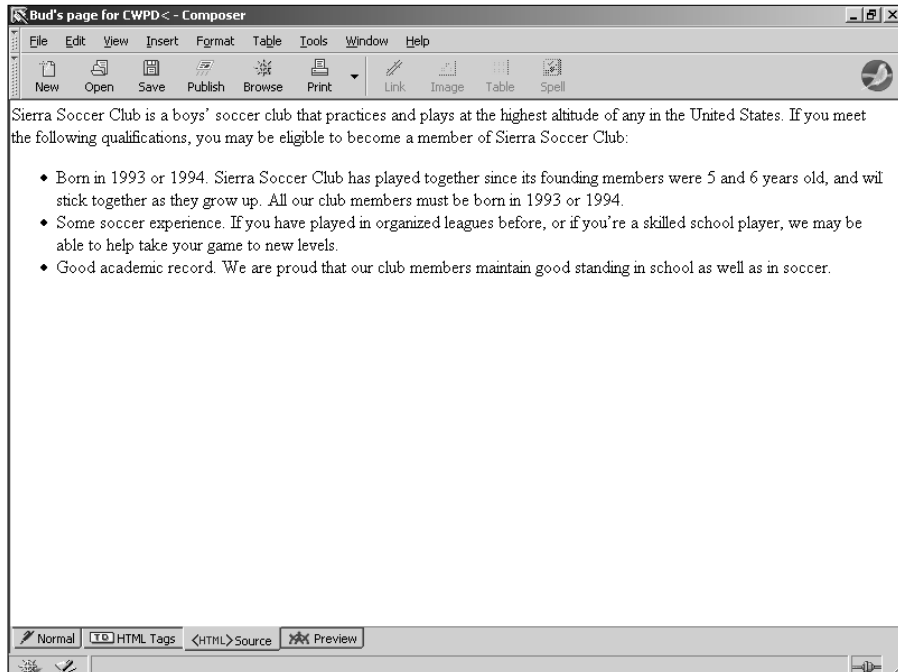 Bud's page for CWPD< - Composer
File Edit View Insert Format Table Tools Window Help
New Open Save Publish Browse Print Link Image Table Spell
Sierra Soccer Club is a boys’ soccer club that practices and plays at the highest altitude of any in the United States. If you meet
the following qualifications, you may be eligible to become a member of Sierra Soccer Club:
• Born in 1993 or 1994. Sierra Soccer Club has played together since its founding members were 5 and 6 years old, and will
stick together as they grow up. All our club members must be born in 1993 or 1994.
• Some soccer experience. If you have played in organized leagues before, or if you’re a skilled school player, we may be
able to help take your game to new levels.
• Good academic record. We are proud that our club members maintain good standing in school as well as in soccer.
Normal TD HTML Tags <HTML> Source Preview